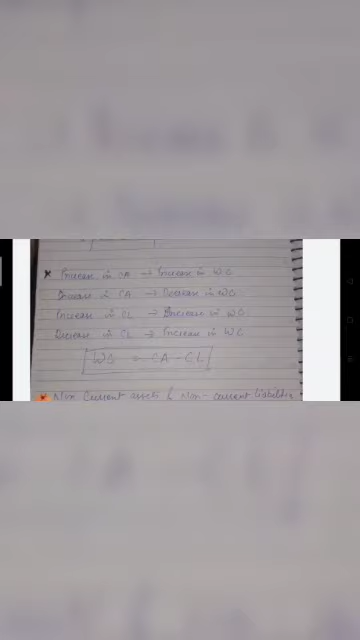 * Increase in CA → Increase in WC
Decrease in CA → Decrease in WC
Increase in CL → Decrease in WC
Decrease in CL → Increase in WC
WC = CA - CL
* Non Current assets & Non-current liabilities